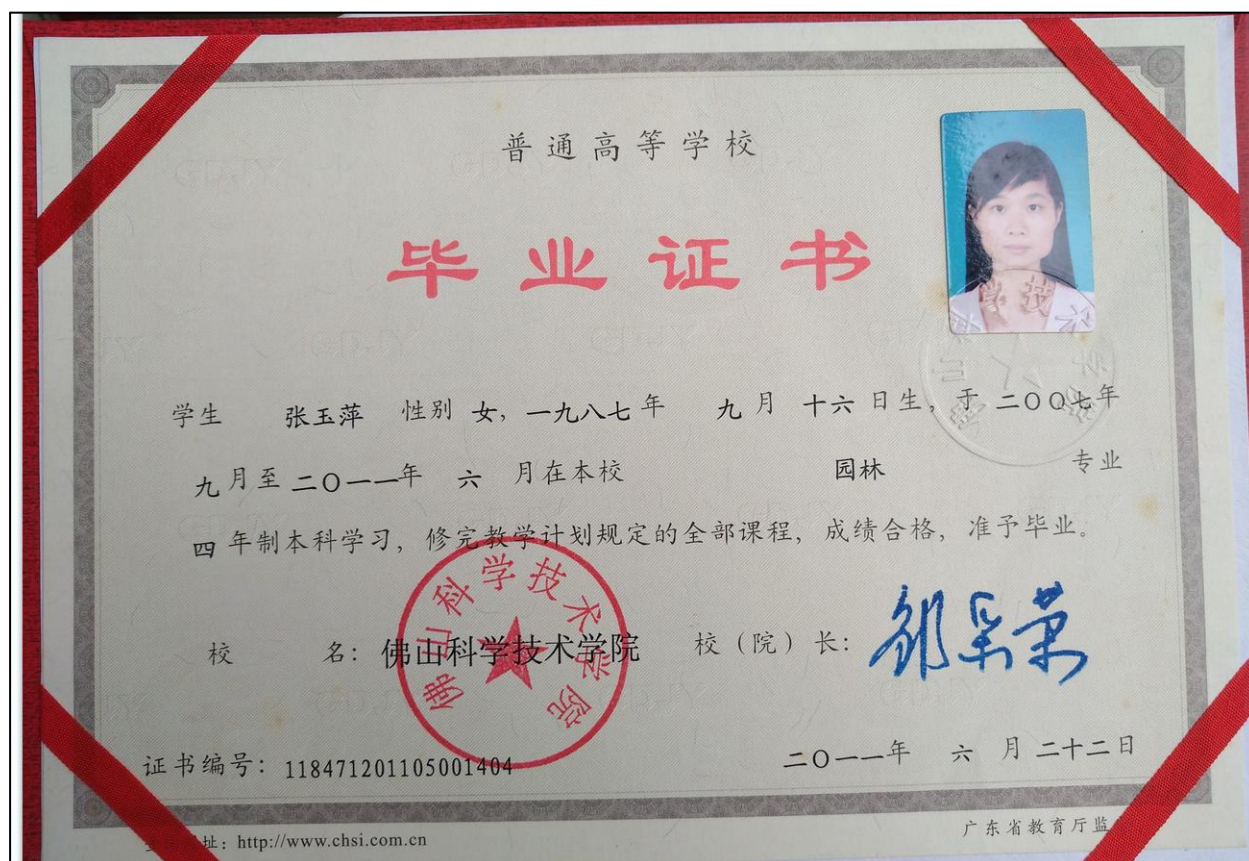 普通高等学校
毕业证书
学生 张玉萍 性别 女，一九八七年 九月 十六 日生，于 二〇〇七年
九月至 二〇一一年 六 月在本校 园林 专业
四 年制本科学习，修完教学计划规定的全部课程，成绩合格，准予毕业。
校 名：佛山科学技术学院 校（院）长：
佛山科学技术学院
证书编号：118471201105001404 二〇一一年 六 月 二十二日
址：http://www.chsi.com.cn 广东省教育厅监